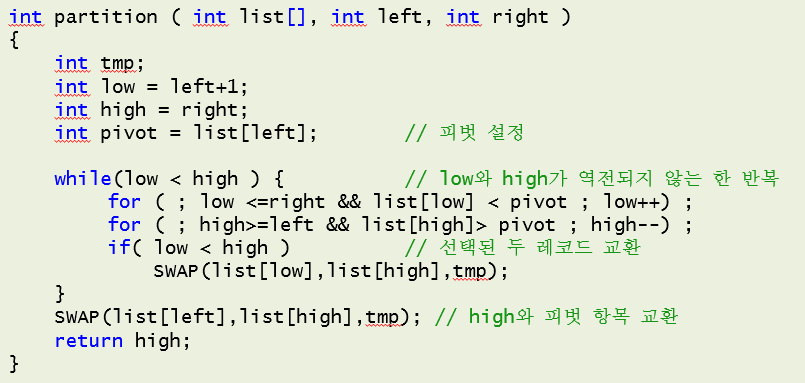 int partition ( int list[], int left, int right )
{
    int tmp;
    int low = left+1;
    int high = right;
    int pivot = list[left];        // 피벗 설정

    while(low < high ) {           // low와 high가 역전되지 않는 한 반복
         for ( ; low <=right && list[low] < pivot ; low++) ;
         for ( ; high>=left && list[high]> pivot ; high--) ;
         if( low < high )          // 선택된 두 레코드 교환
             SWAP(list[low],list[high],tmp);
    }
    SWAP(list[left],list[high],tmp); // high와 피벗 항목 교환
    return high;
}